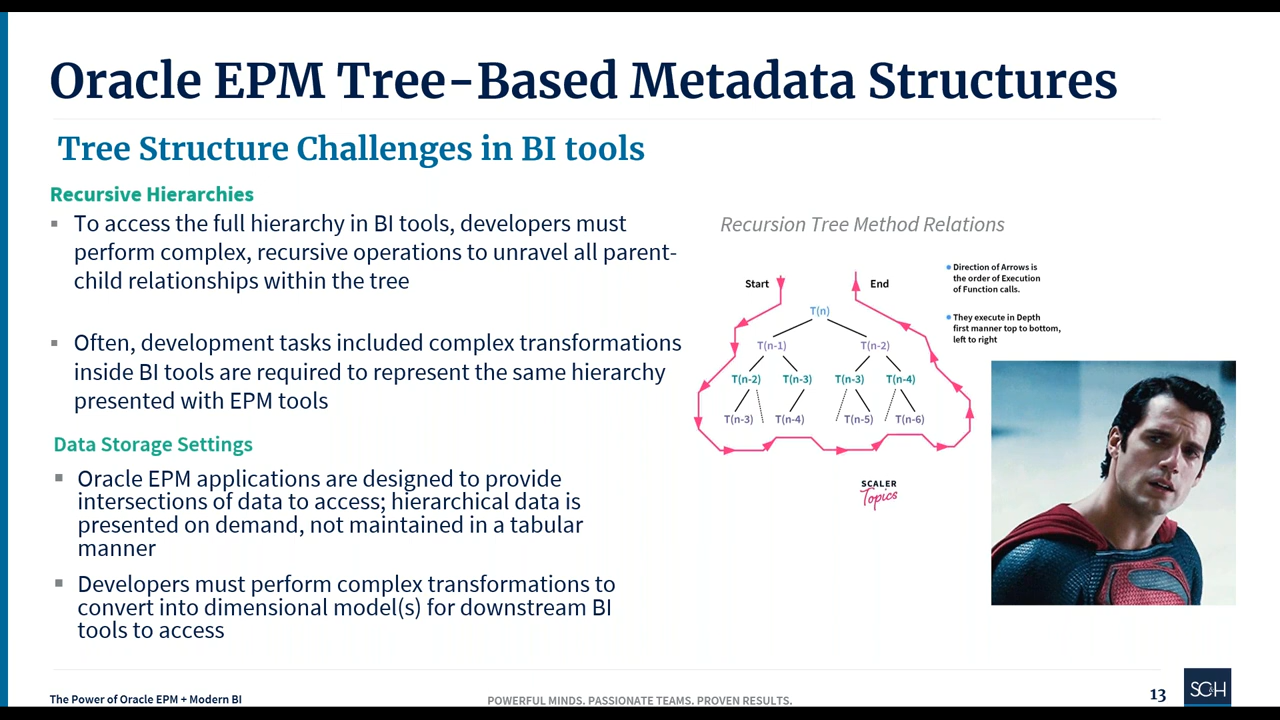 Oracle EPM Tree-Based Metadata Structures
Tree Structure Challenges in BI tools
Recursive Hierarchies
▪ To access the full hierarchy in BI tools, developers must
perform complex, recursive operations to unravel all parent-
child relationships within the tree
▪ Often, development tasks included complex transformations
inside BI tools are required to represent the same hierarchy
presented with EPM tools
Data Storage Settings
▪ Oracle EPM applications are designed to provide
intersections of data to access; hierarchical data is
presented on demand, not maintained in a tabular
manner
▪ Developers must perform complex transformations to
convert into dimensional model(s) for downstream BI
tools to access
Recursion Tree Method Relations
Start End
T(n)
T(n-1) T(n-2)
T(n-2) T(n-3) T(n-3) T(n-4)
T(n-3) T(n-4) T(n-5) T(n-6)
• Direction of Arrows is
the order of Execution
of Function calls.
• They execute in Depth
first manner top to bottom,
left to right
SCALER
Topics
The Power of Oracle EPM + Modern BI
POWERFUL MINDS. PASSIONATE TEAMS. PROVEN RESULTS.
13
SC&H